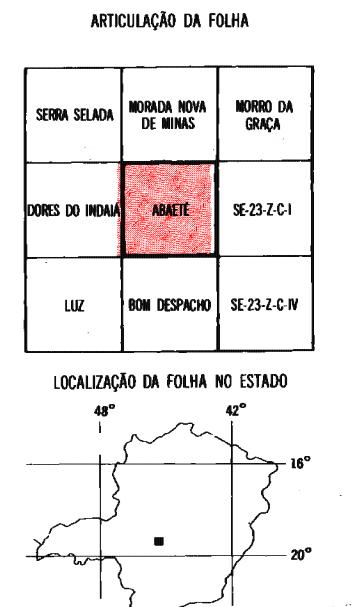 ARTICULAÇÃO DA FOLHA
SERRA SELADA
MORADA NOVA
DE MINAS
MORRO DA
GRAÇA
DORES DO INDAIÁ
ABAETÉ
SE-23-Z-C-I
LUZ
BOM DESPACHO
SE-23-Z-C-IV
LOCALIZAÇÃO DA FOLHA NO ESTADO
48° 42°
16°
20°